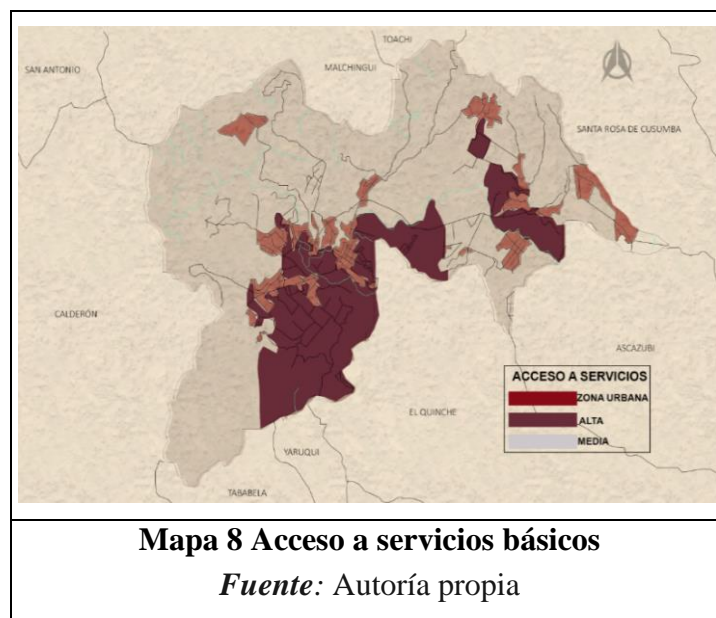 TOACHI
SAN ANTONIO
MALCHINGUI
SANTA ROSA DE CUSUMBA
CALDERÓN
ASCAZUBI
ACCESO A SERVICIOS
ZONA URBANA
ALTA
MEDIA
EL QUINCHE
YARUQUI
TABABELA
Mapa 8 Acceso a servicios básicos
Fuente: Autoría propia